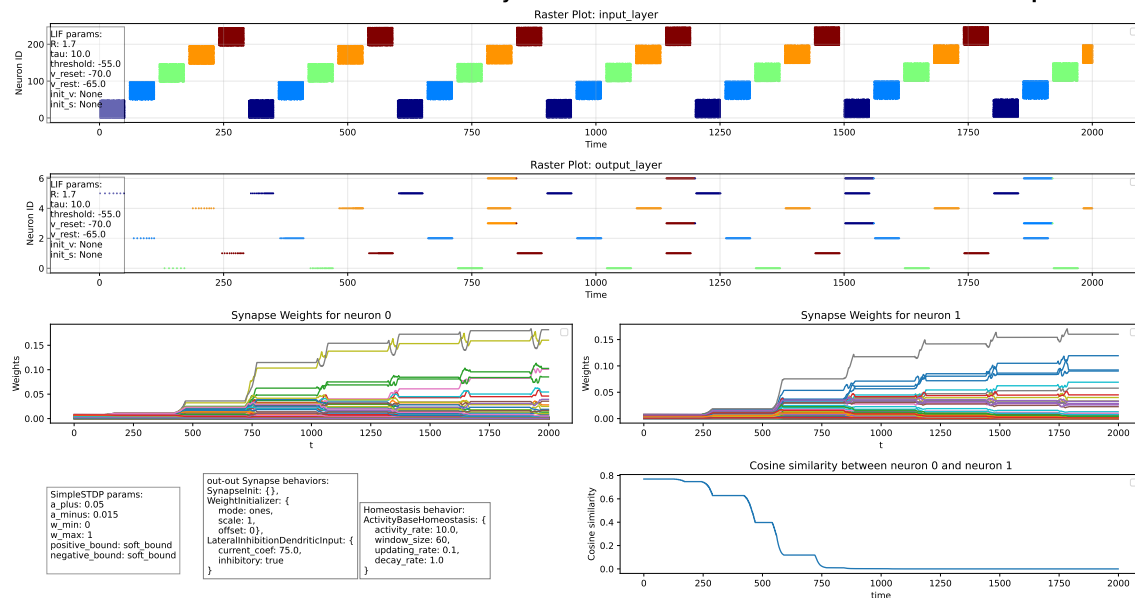 Raster Plot: input_layer
LIF params:
R: 1.7
tau: 10.0
threshold: -55.0
v_reset: -70.0
v_rest: -65.0
init_v: None
init_s: None
Neuron ID
200
100
0
0 250 500 750 1000 1250 1500 1750 2000
Time
Raster Plot: output_layer
LIF params:
R: 1.7
tau: 10.0
threshold: -55.0
v_reset: -70.0
v_rest: -65.0
init_v: None
init_s: None
Neuron ID
6
4
2
0
0 250 500 750 1000 1250 1500 1750 2000
Time
Synapse Weights for neuron 0
Weights
0.15
0.10
0.05
0.00
0 250 500 750 1000 1250 1500 1750 2000
t
Synapse Weights for neuron 1
Weights
0.15
0.10
0.05
0.00
0 250 500 750 1000 1250 1500 1750 2000
t
SimpleSTDP params:
a_plus: 0.05
a_minus: 0.015
w_min: 0
w_max: 1
positive_bound: soft_bound
negative_bound: soft_bound
out-out Synapse behaviors:
SynapseInit: {},
WeightInitializer: {
mode: ones,
scale: 1,
offset: 0},
LateralInhibitionDendriticInput: {
current_coef: 75.0,
inhibitory: true
}
Homeostasis behavior:
ActivityBaseHomeostasis: {
activity_rate: 10.0,
window_size: 60,
updating_rate: 0.1,
decay_rate: 1.0
}
Cosine similarity between neuron 0 and neuron 1
Cosine similarity
0.8
0.6
0.4
0.2
0.0
0 250 500 750 1000 1250 1500 1750 2000
time